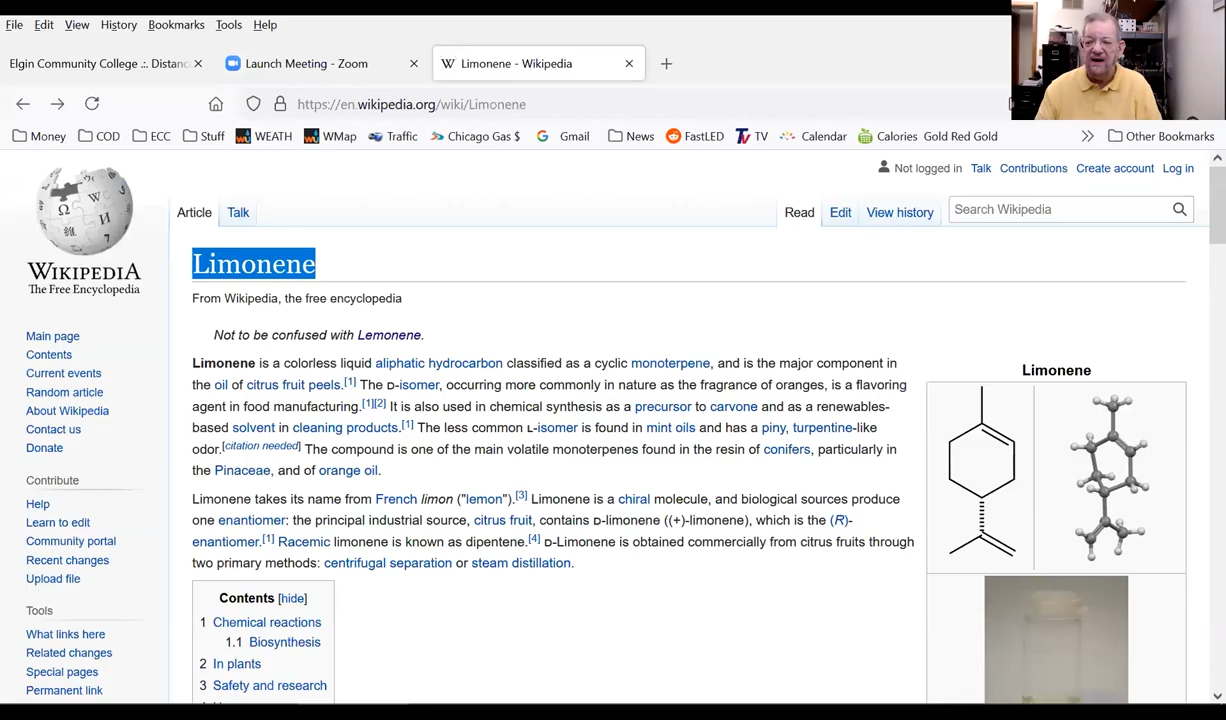 File Edit View History Bookmarks Tools Help
Elgin Community College .:. Distanc
Launch Meeting - Zoom
Limonene - Wikipedia
https://en.wikipedia.org/wiki/Limonene
Money COD ECC Stuff WEATH WMap Traffic Chicago Gas $ Gmail News FastLED TV Calendar Calories Gold Red Gold Other Bookmarks
Not logged in Talk Contributions Create account Log in
Article Talk Read Edit View history Search Wikipedia
WIKIPEDIA
The Free Encyclopedia
Main page
Contents
Current events
Random article
About Wikipedia
Contact us
Donate
Contribute
Help
Learn to edit
Community portal
Recent changes
Upload file
Tools
What links here
Related changes
Special pages
Permanent link
Limonene
From Wikipedia, the free encyclopedia
Not to be confused with Lemonene.
Limonene is a colorless liquid aliphatic hydrocarbon classified as a cyclic monoterpene, and is the major component in
the oil of citrus fruit peels.[1] The D-isomer, occurring more commonly in nature as the fragrance of oranges, is a flavoring
agent in food manufacturing.[1][2] It is also used in chemical synthesis as a precursor to carvone and as a renewables-
based solvent in cleaning products.[1] The less common L-isomer is found in mint oils and has a piny, turpentine-like
odor.[citation needed] The compound is one of the main volatile monoterpenes found in the resin of conifers, particularly in
the Pinaceae, and of orange oil.
Limonene takes its name from French limon ("lemon").[3] Limonene is a chiral molecule, and biological sources produce
one enantiomer: the principal industrial source, citrus fruit, contains D-limonene ((+)-limonene), which is the (R)-
enantiomer.[1] Racemic limonene is known as dipentene.[4] D-Limonene is obtained commercially from citrus fruits through
two primary methods: centrifugal separation or steam distillation.
Contents [hide]
1 Chemical reactions
1.1 Biosynthesis
2 In plants
3 Safety and research
Limonene